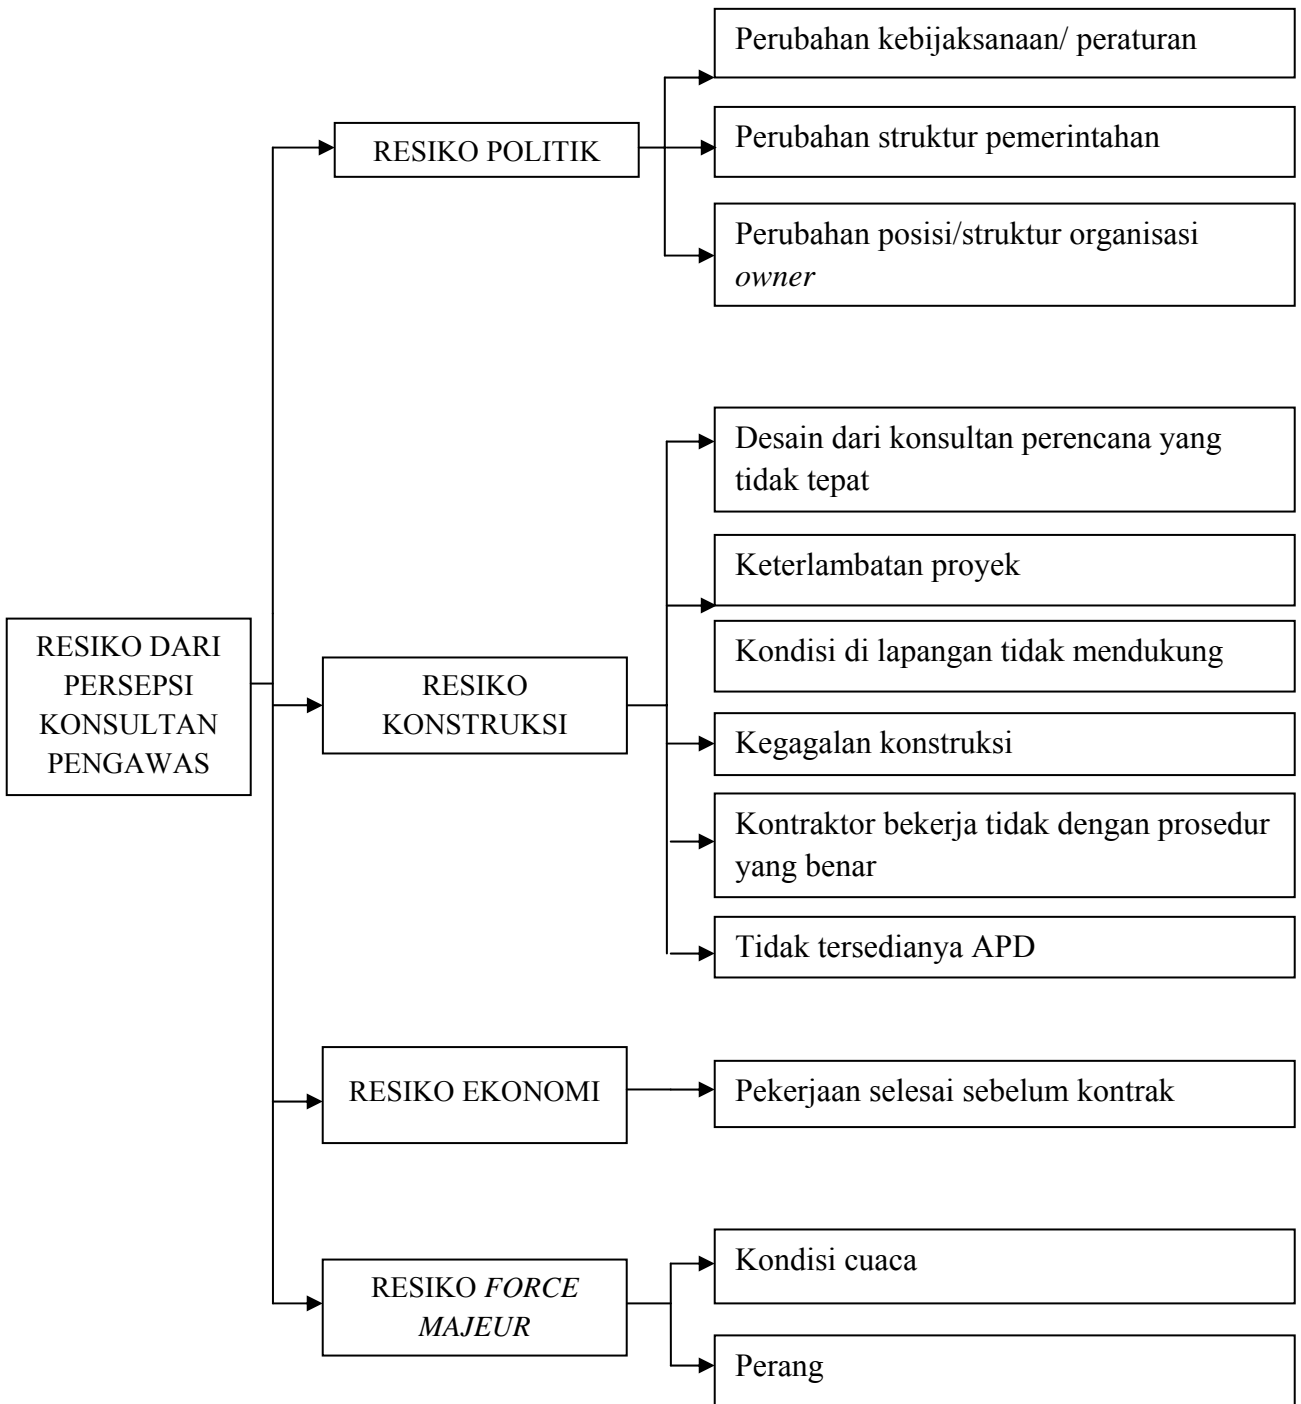 Perubahan kebijaksanaan/ peraturan
RESIKO POLITIK
Perubahan struktur pemerintahan
Perubahan posisi/struktur organisasi
owner
Desain dari konsultan perencana yang
tidak tepat
Keterlambatan proyek
RESIKO DARI
PERSEPSI
KONSULTAN
PENGAWAS
RESIKO
KONSTRUKSI
Kondisi di lapangan tidak mendukung
Kegagalan konstruksi
Kontraktor bekerja tidak dengan prosedur
yang benar
Tidak tersedianya APD
RESIKO EKONOMI
Pekerjaan selesai sebelum kontrak
RESIKO FORCE
MAJEUR
Kondisi cuaca
Perang